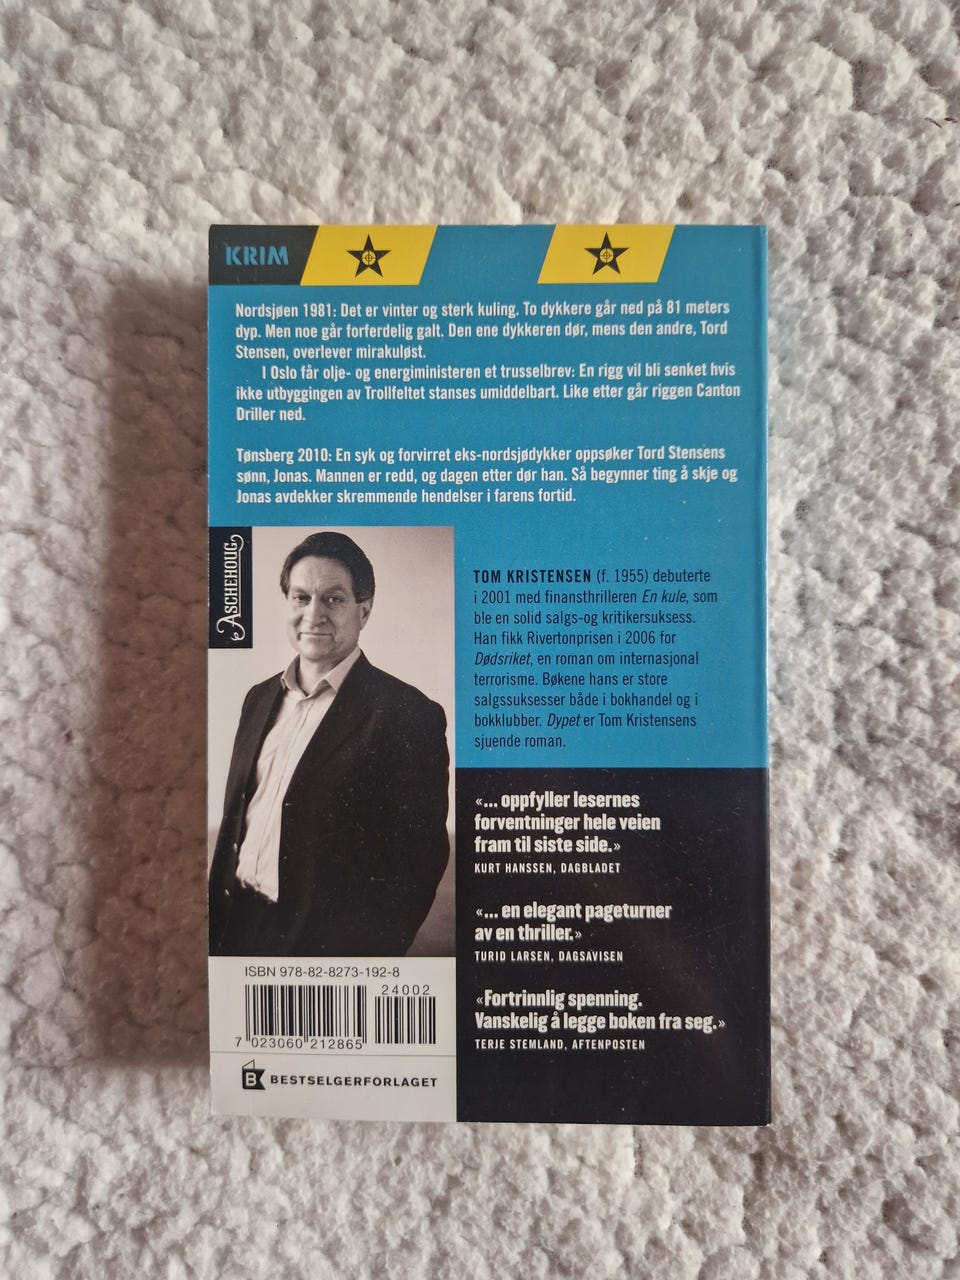 KRIM
Nordsjøen 1981: Det er vinter og sterk kuling. To dykkere går ned på 81 meters
dyp. Men noe går forferdelig galt. Den ene dykkeren dør, mens den andre, Tord
Stensen, overlever mirakuløst.
I Oslo får olje- og energiministeren et trusselbrev: En rigg vil bli senket hvis
ikke utbyggingen av Trollfeltet stanses umiddelbart. Like etter går riggen Canton
Driller ned.
Tønsberg 2010: En syk og forvirret eks-nordsjødykker oppsøker Tord Stensens
sønn, Jonas. Mannen er redd, og dagen etter dør han. Så begynner ting å skje og
Jonas avdekker skremmende hendelser i farens fortid.
ASCHEHOUG
TOM KRISTENSEN (f. 1955) debuterte
i 2001 med finansthrilleren En kule, som
ble en solid salgs-og kritikersuksess.
Han fikk Rivertonprisen i 2006 for
Dødsriket, en roman om internasjonal
terrorisme. Bøkene hans er store
salgssuksesser både i bokhandel og i
bokklubber. Dypet er Tom Kristensens
sjuende roman.
«... oppfyller lesernes
forventninger hele veien
fram til siste side.»
KURT HANSSEN, DAGBLADET
«... en elegant pageturner
av en thriller.»
TURID LARSEN, DAGSAVISEN
«Fortrinnlig spenning.
Vanskelig å legge boken fra seg.»
TERJE STEMLAND, AFTENPOSTEN
ISBN 978-82-8273-192-8
24002
7 023060 212865
B BESTSELGERFORLAGET